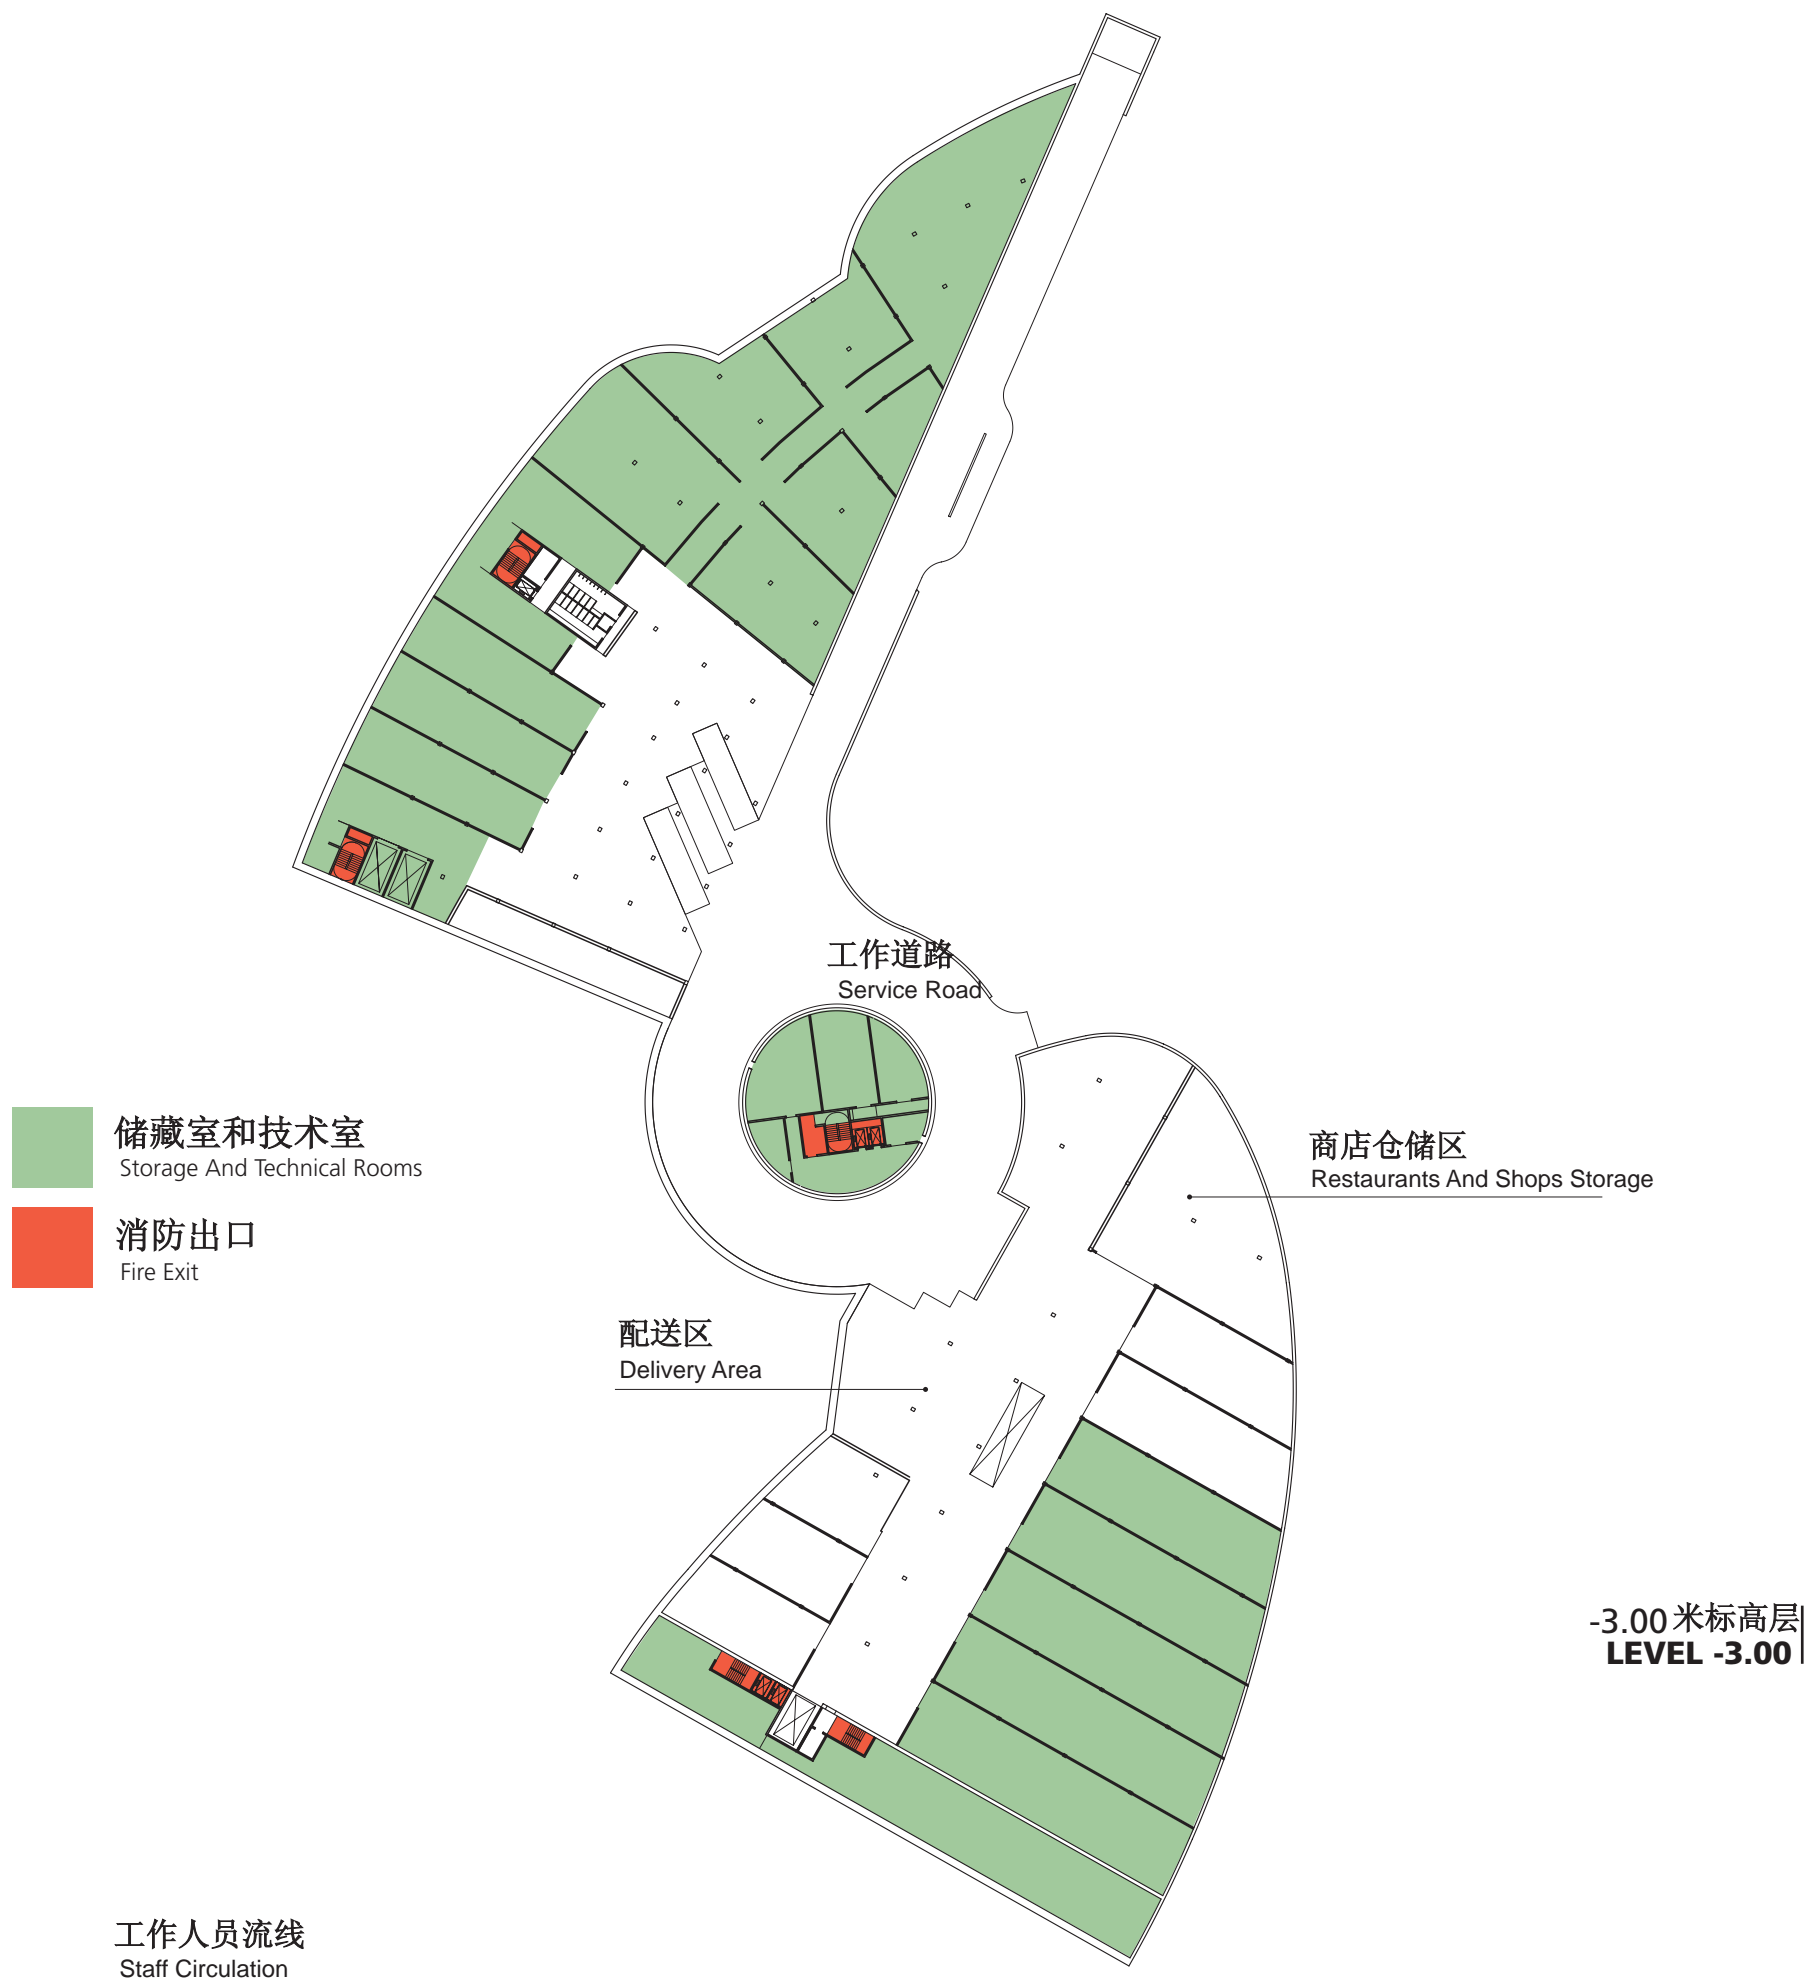 工作道路
Service Road
储藏室和技术室
Storage And Technical Rooms
消防出口
Fire Exit
商店仓储区
Restaurants And Shops Storage
配送区
Delivery Area
-3.00 米标高层
LEVEL -3.00
工作人员流线
Staff Circulation